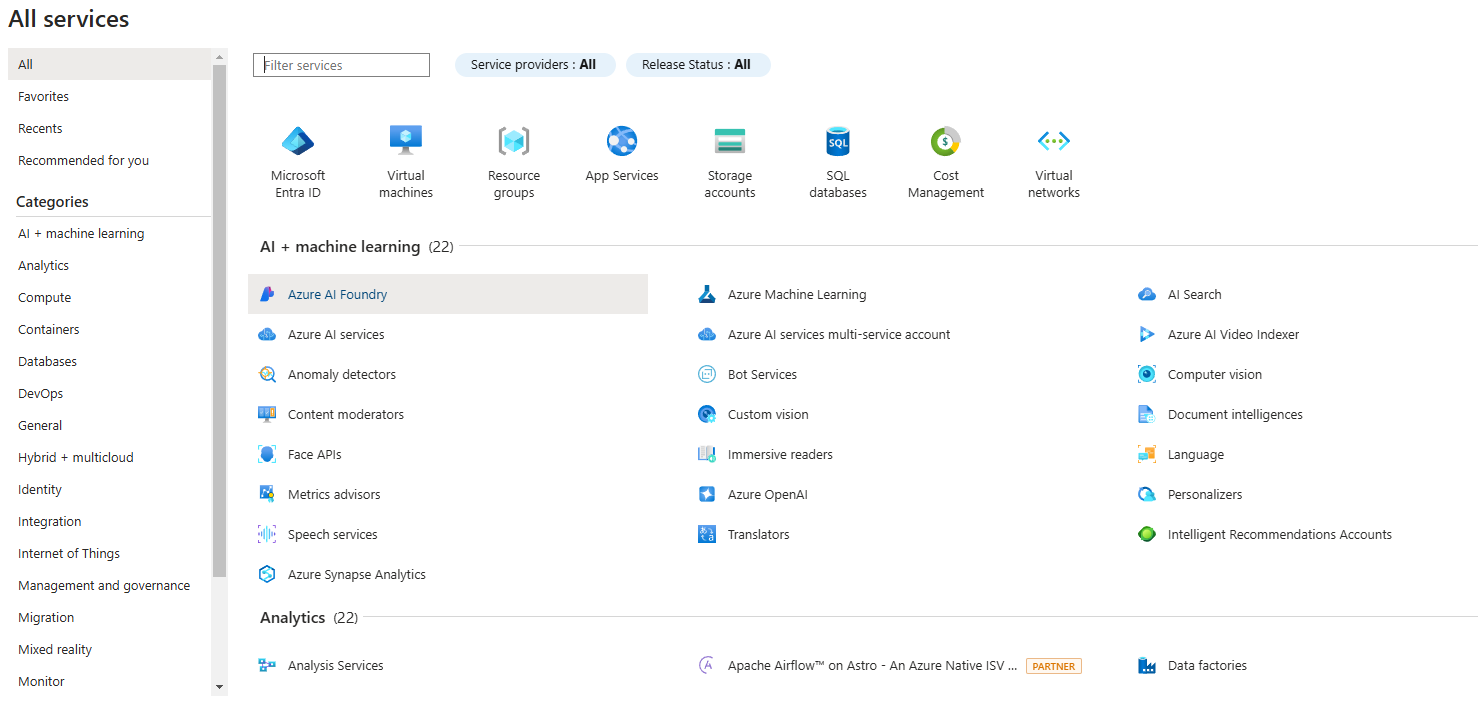 All services
All
Favorites
Recents
Recommended for you
Categories
AI + machine learning
Analytics
Compute
Containers
Databases
DevOps
General
Hybrid + multicloud
Identity
Integration
Internet of Things
Management and governance
Migration
Mixed reality
Monitor
Filter services
Service providers : All
Release Status : All
Microsoft
Entra ID
Virtual
machines
Resource
groups
App Services
Storage
accounts
SQL
SQL
databases
$
Cost
Management
Virtual
networks
AI + machine learning (22)
Azure AI Foundry
Azure Machine Learning
AI Search
Azure AI services
Azure AI services multi-service account
Azure AI Video Indexer
Anomaly detectors
Bot Services
Computer vision
Content moderators
Custom vision
Document intelligences
Face APIs
Immersive readers
Language
Metrics advisors
Azure OpenAI
Personalizers
Speech services
Translators
Intelligent Recommendations Accounts
Azure Synapse Analytics
Analytics (22)
Analysis Services
Apache Airflow™ on Astro - An Azure Native ISV ... PARTNER
Data factories